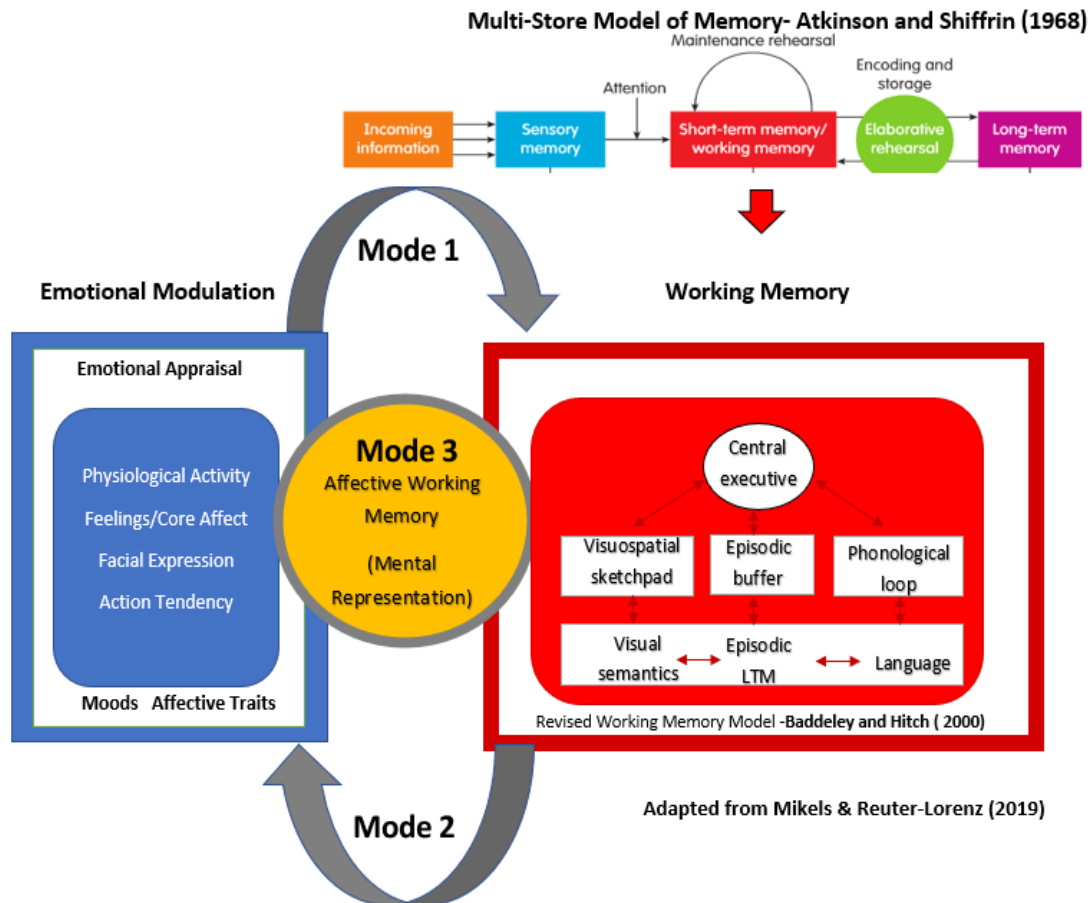 Multi-Store Model of Memory- Atkinson and Shiffrin (1968)
Maintenance rehearsal
Encoding and
storage
Attention
Incoming
information
Sensory
memory
Short-term memory/
working memory
Elaborative
rehearsal
Long-term
memory
Mode 1
Emotional Modulation
Working Memory
Emotional Appraisal
Physiological Activity
Feelings/Core Affect
Facial Expression
Action Tendency
Moods Affective Traits
Mode 3
Affective Working
Memory
(Mental
Representation)
Central
executive
Visuospatial
sketchpad
Episodic
buffer
Phonological
loop
Visual
semantics
Episodic
LTM
Language
Revised Working Memory Model -Baddeley and Hitch ( 2000)
Adapted from Mikels & Reuter-Lorenz (2019)
Mode 2